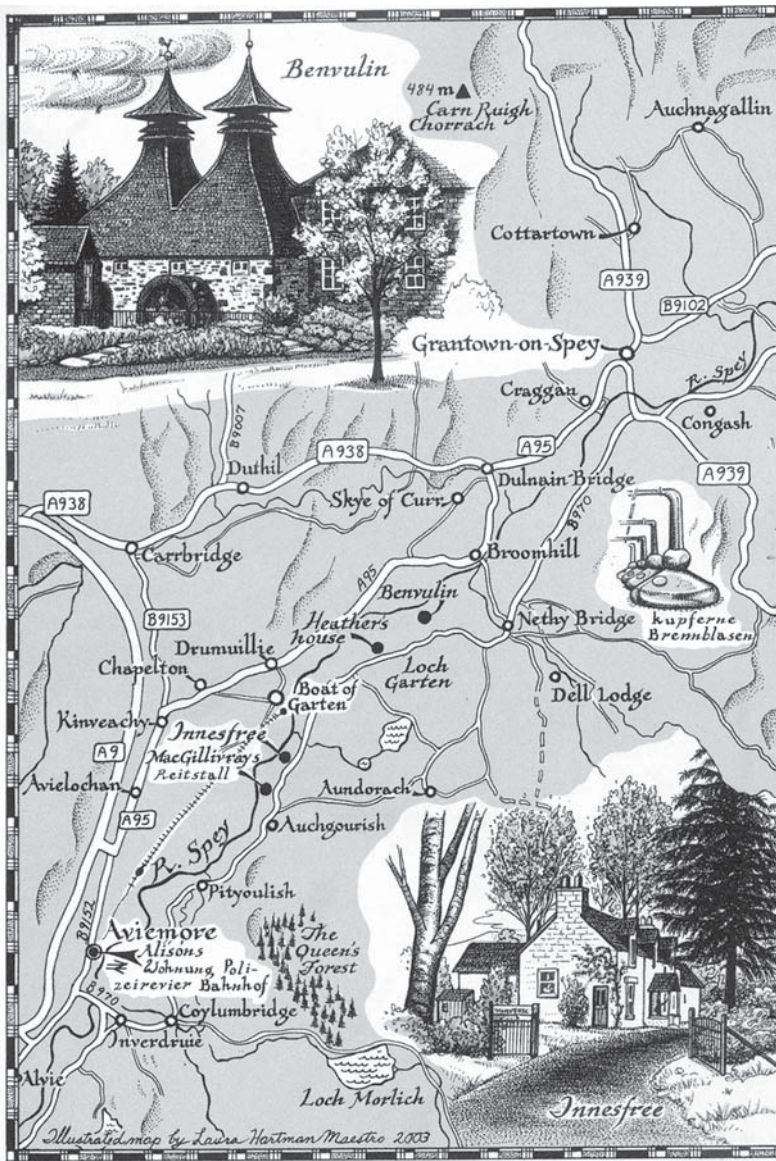 Benvulin
484 m
Carn Ruigh
Chorrach
Auchnagallin
Cottartown
A939
B9102
Grantown-on-Spey
R. Spey
Craggan
Congash
B9007
A95
A938
Duthil
Dulnain Bridge
A939
Skye of Curr
B970
A938
Carrbridge
Broomhill
A95
Benvulin
kupferne
Brennblasen
B9153
Heathers
house
Nethy Bridge
Drumuillie
Loch
Garten
Chapelton
Boat of
Garten
Dell Lodge
Kinveachy
Innesfree
A9
MacGillivrays
Reitstall
Avielochan
Aundorach
A95
Auchgourish
R. Spey
Pityoulish
B9152
Aviemore
Alisons
Wohnung Poli-
zeirevier Bahnhof
The
Queen's
Forest
B970
Coylumbridge
Inverdruie
Alvie
Loch Morlich
Innesfree
Illustrated map by Laura Hartman Maestro 2003